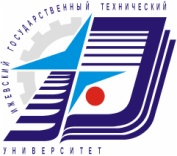 ИЖЕВСКИЙ ГОСУДАРСТВЕННЫЙ ТЕХНИЧЕСКИЙ
УНИВЕРСИТЕТ